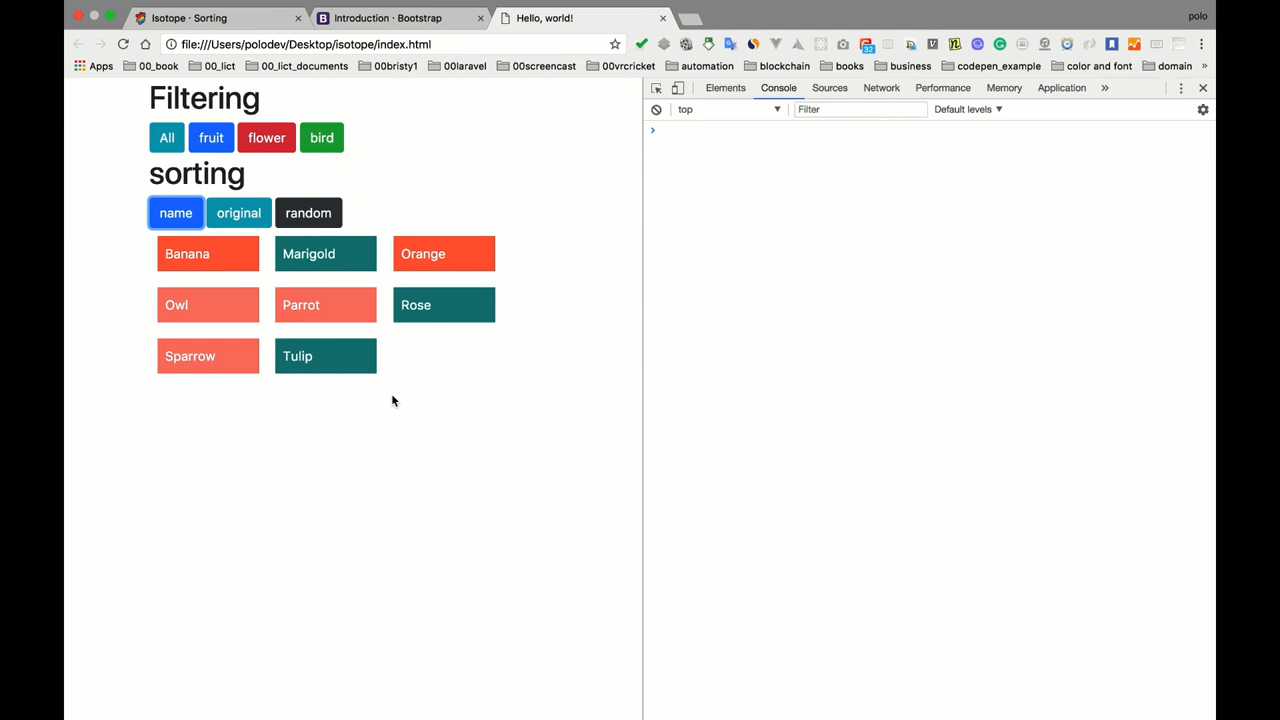 Isotope · Sorting
Introduction · Bootstrap
Hello, world!
polo
file:///Users/polodev/Desktop/isotope/index.html
32
Apps 00_book 00_lict 00_lict_documents 00bristy1 00laravel 00screencast 00vrcricket automation blockchain books business codepen_example color and font domain »
Elements Console Sources Network Performance Memory Application »
top Filter Default levels
Filtering
All fruit flower bird
sorting
name original random
Banana Marigold Orange
Owl Parrot Rose
Sparrow Tulip